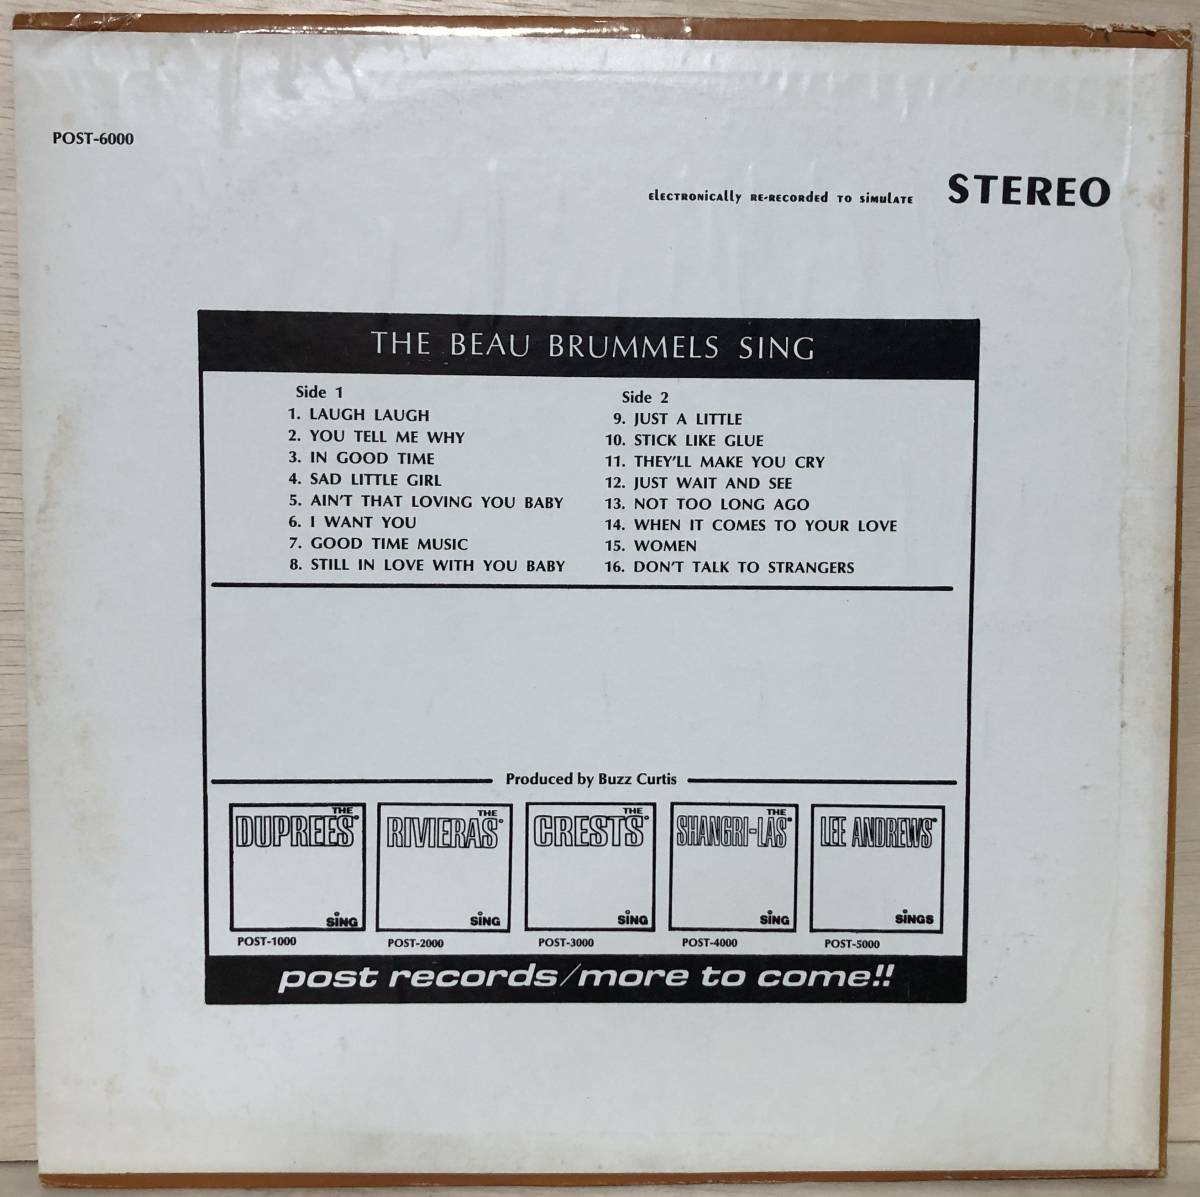 POST-6000
electronically re-recorded to simulate STEREO
THE BEAU BRUMMELS SING
Side 1
1. LAUGH LAUGH
2. YOU TELL ME WHY
3. IN GOOD TIME
4. SAD LITTLE GIRL
5. AIN'T THAT LOVING YOU BABY
6. I WANT YOU
7. GOOD TIME MUSIC
8. STILL IN LOVE WITH YOU BABY
Side 2
9. JUST A LITTLE
10. STICK LIKE GLUE
11. THEY'LL MAKE YOU CRY
12. JUST WAIT AND SEE
13. NOT TOO LONG AGO
14. WHEN IT COMES TO YOUR LOVE
15. WOMEN
16. DON'T TALK TO STRANGERS
Produced by Buzz Curtis
THE
DUPREES
SING
POST-1000
THE
RIVIERAS
SING
POST-2000
THE
CRESTS
SING
POST-3000
THE
SHANGRI-LAS
SING
POST-4000
LEE ANDREWS
SINGS
POST-5000
post records/more to come!!